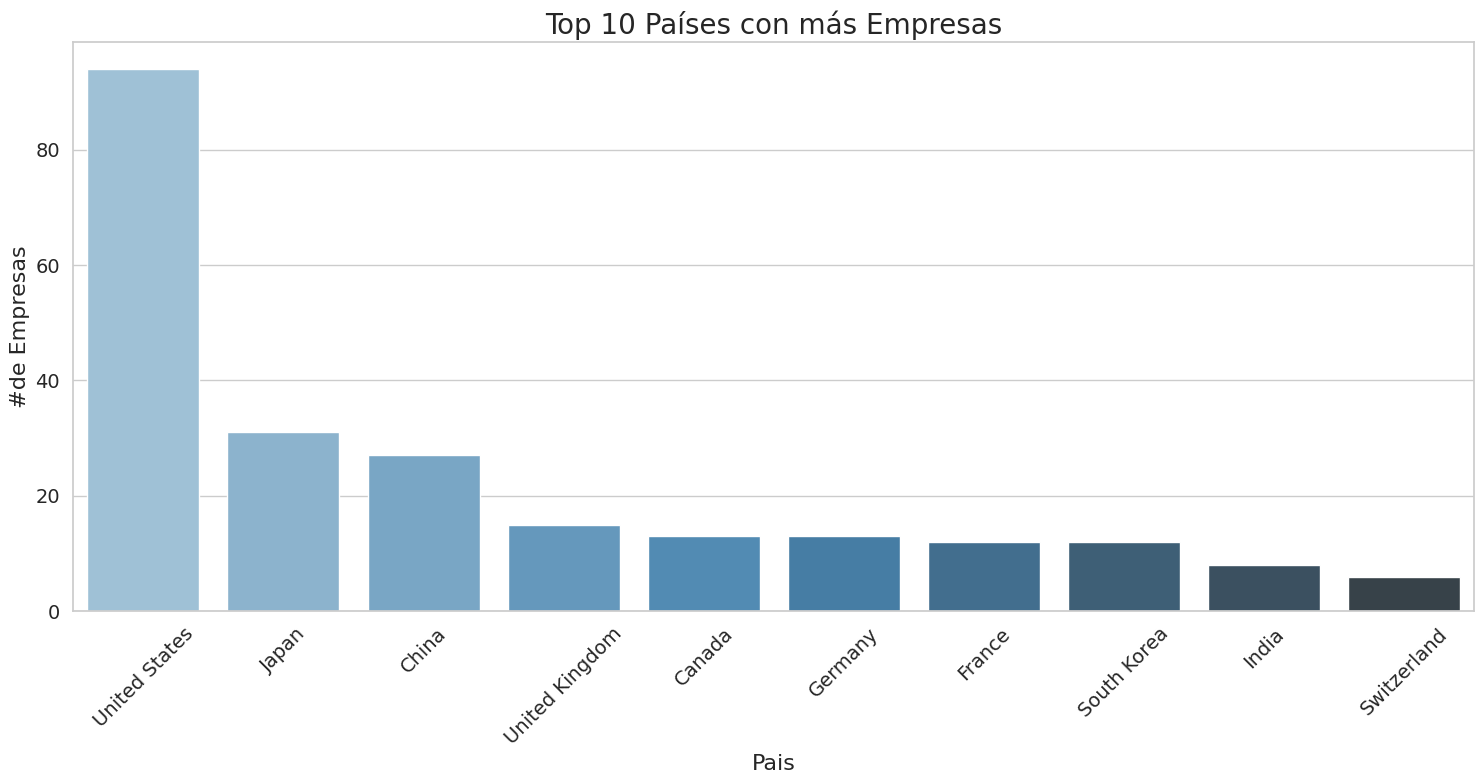 Top 10 Países con más Empresas
#de Empresas
80
60
40
20
0
United States
Japan
China
United Kingdom
Canada
Germany
France
South Korea
India
Switzerland
Pais